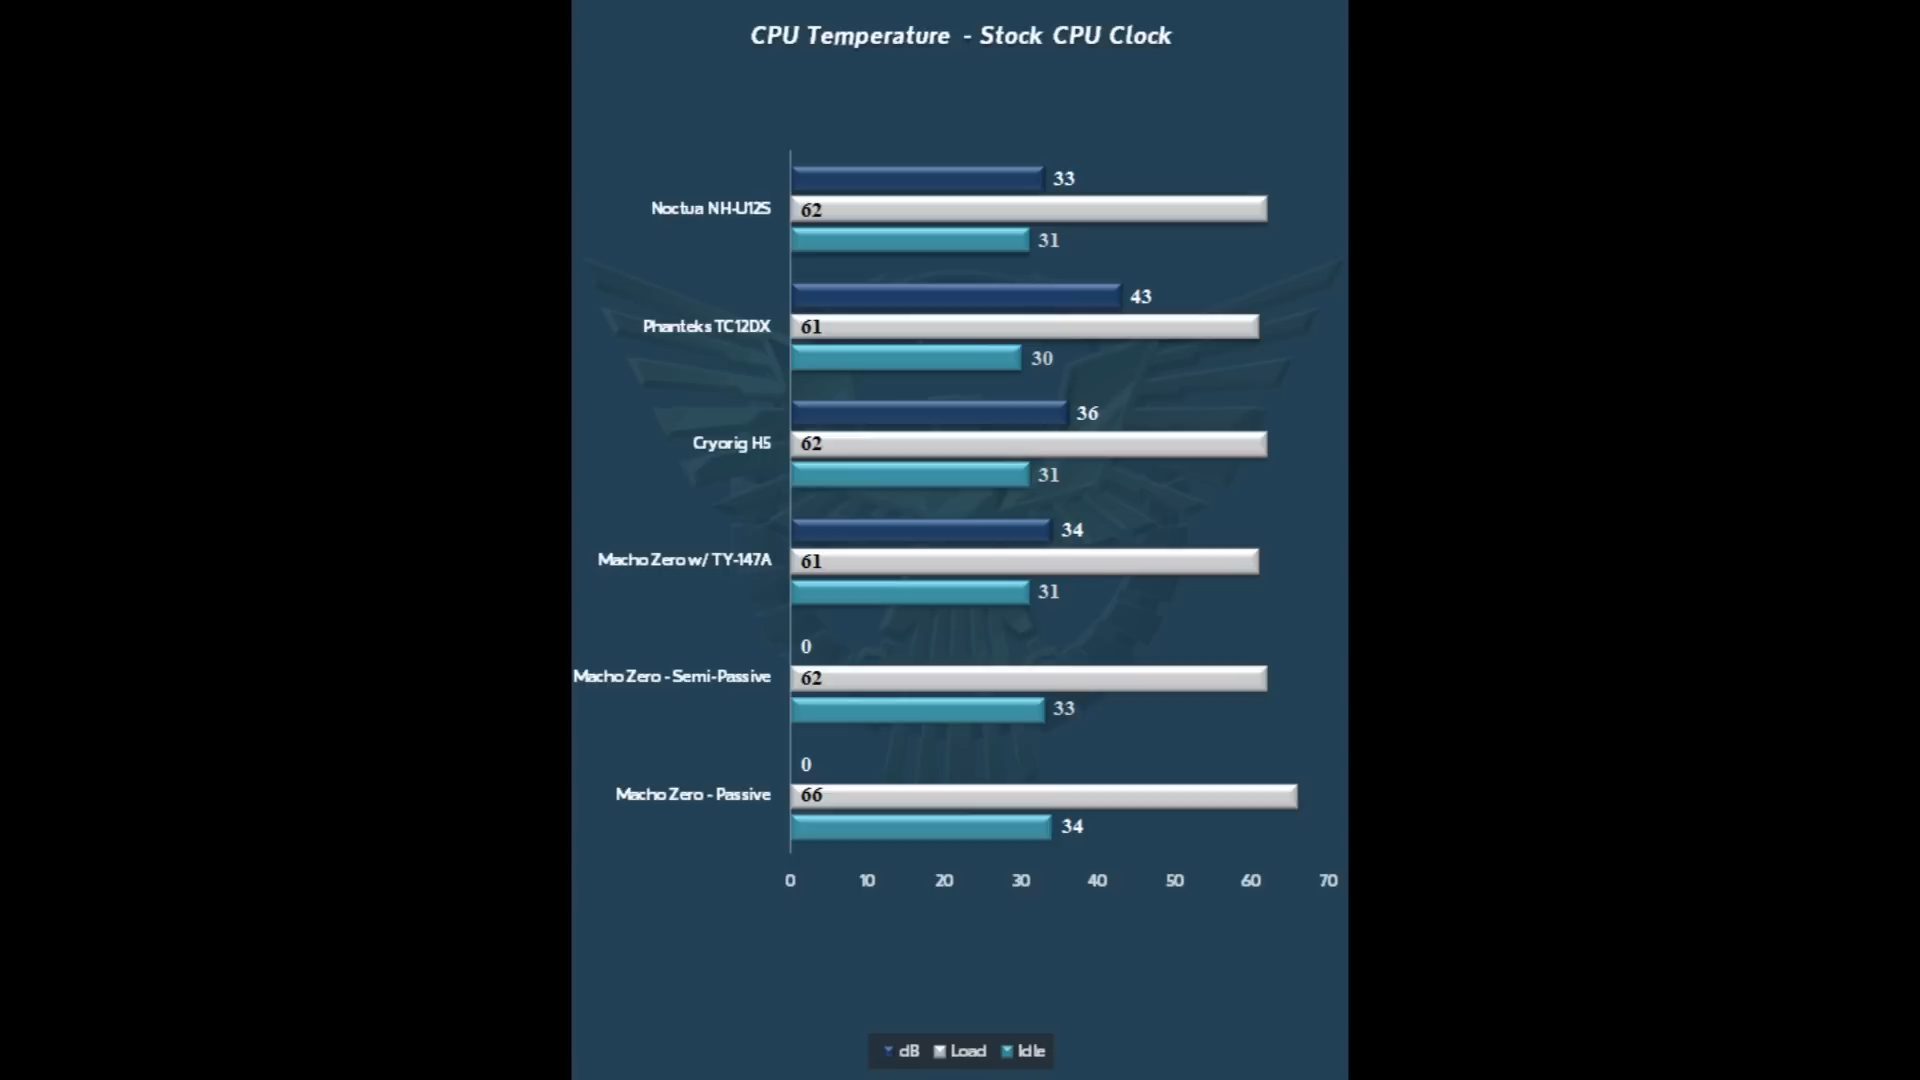 CPU Temperature - Stock CPU Clock
33
Noctua NH-U12S
62
31
43
Phanteks TC12DX
61
30
36
Cryorig H5
62
31
34
Macho Zero w/ TY-147A
61
31
0
Macho Zero - Semi-Passive
62
33
0
Macho Zero - Passive
66
34
0 10 20 30 40 50 60 70
dB Load Idle